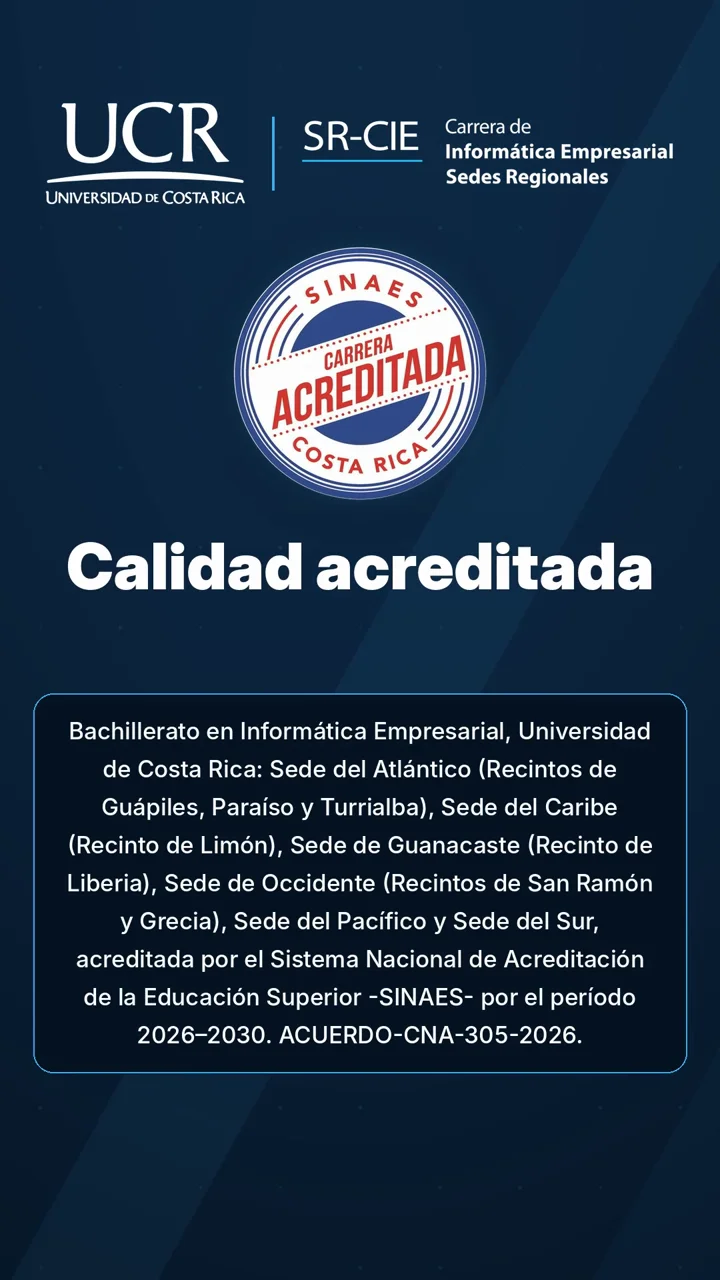 UCR
UNIVERSIDAD DE COSTA RICA
SR-CIE
Carrera de
Informática Empresarial
Sedes Regionales
SINAES
CARRERA
ACREDITADA
COSTA RICA
Calidad acreditada
Bachillerato en Informática Empresarial, Universidad
de Costa Rica: Sede del Atlántico (Recintos de
Guápiles, Paraíso y Turrialba), Sede del Caribe
(Recinto de Limón), Sede de Guanacaste (Recinto de
Liberia), Sede de Occidente (Recintos de San Ramón
y Grecia), Sede del Pacífico y Sede del Sur,
acreditada por el Sistema Nacional de Acreditación
de la Educación Superior -SINAES- por el período
2026–2030. ACUERDO-CNA-305-2026.